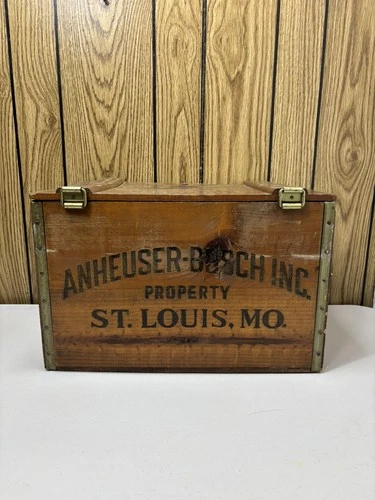 ANHEUSER-BUSCH INC.
PROPERTY
ST. LOUIS, MO.